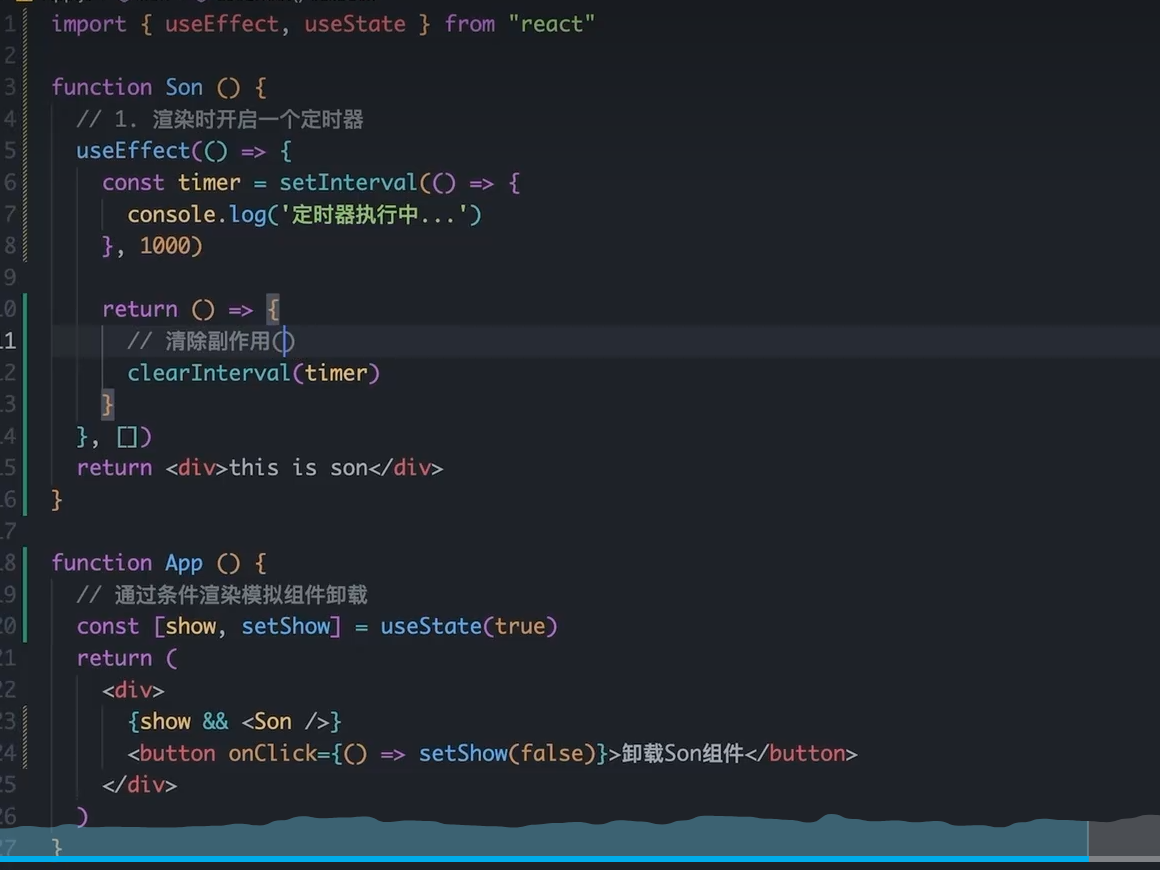 1 import { useEffect, useState } from "react"
2
3 function Son () {
4 // 1. 渲染时开启一个定时器
5 useEffect(() => {
6 const timer = setInterval(() => {
7 console.log('定时器执行中...')
8 }, 1000)
9
0 return () => {
11 // 清除副作用()
12 clearInterval(timer)
13 }
14 }, [])
15 return <div>this is son</div>
16 }
17
18 function App () {
19 // 通过条件渲染模拟组件卸载
20 const [show, setShow] = useState(true)
21 return (
22 <div>
23 {show && <Son />}
24 <button onClick={() => setShow(false)}>卸载Son组件</button>
25 </div>
26 )
27 }